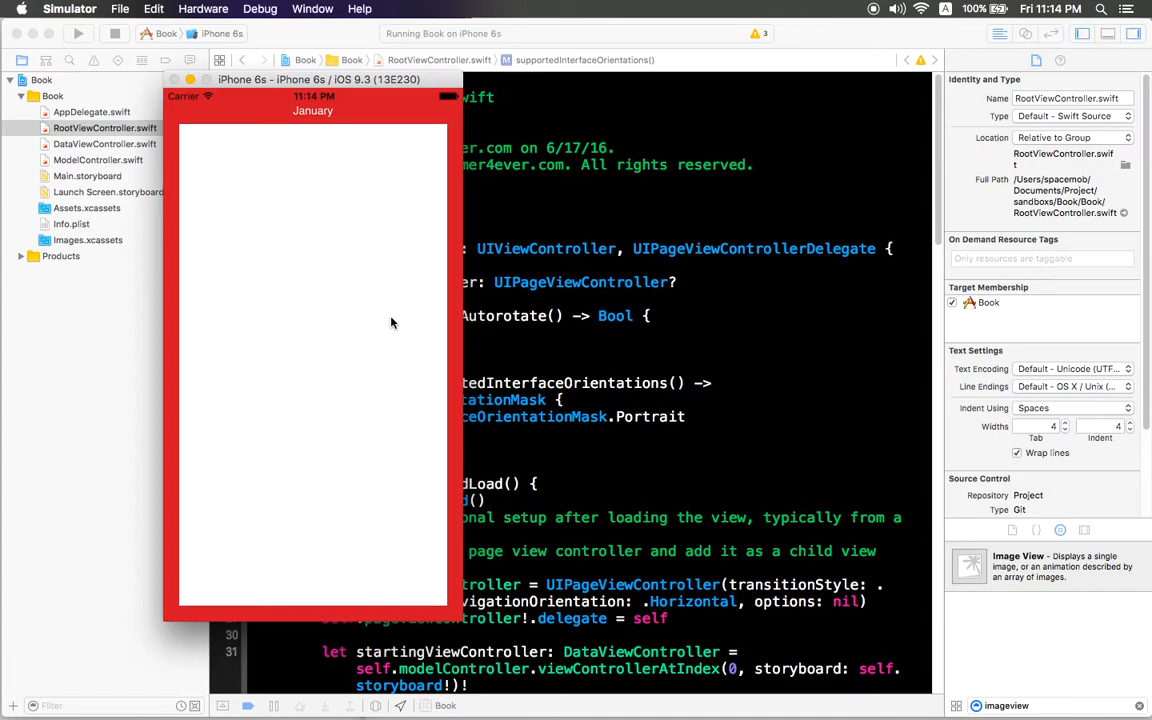 Simulator File Edit Hardware Debug Window Help
A 100% Fri 11:14 PM
Book iPhone 6s
Running Book on iPhone 6s
3
Book Book RootViewController.swift M supportedInterfaceOrientations()
Book
Book
AppDelegate.swift
RootViewController.swift
DataViewController.swift
ModelController.swift
Main.storyboard
Launch Screen.storyboard
Assets.xcassets
Info.plist
Images.xcassets
Products
Filter
iPhone 6s - iPhone 6s / iOS 9.3 (13E230)
Carrier 11:14 PM
January
wift
er.com on 6/17/16.
mer4ever.com. All rights reserved.
: UIViewController, UIPageViewControllerDelegate {
er: UIPageViewController?
Autorotate() -> Bool {
tedInterfaceOrientations() ->
tationMask {
ceOrientationMask.Portrait
dLoad() {
d()
onal setup after loading the view, typically from a
page view controller and add it as a child view
troller = UIPageViewController(transitionStyle: .
vigationOrientation: .Horizontal, options: nil)
self.pageViewController!.delegate = self
30
31 let startingViewController: DataViewController =
self.modelController.viewControllerAtIndex(0, storyboard: self.
storyboard!)!
Book
Identity and Type
Name RootViewController.swift
Type Default - Swift Source
Location Relative to Group
RootViewController.swif
t
Full Path /Users/spacemob/
Documents/Project/
sandboxs/Book/Book/
RootViewController.swift
On Demand Resource Tags
Only resources are taggable
Target Membership
Book
Text Settings
Text Encoding Default - Unicode (UTF...
Line Endings Default - OS X / Unix (...
Indent Using Spaces
Widths 4 4
Tab Indent
Wrap lines
Source Control
Repository Project
Type Git
Image View - Displays a single
image, or an animation described by
an array of images.
imageview